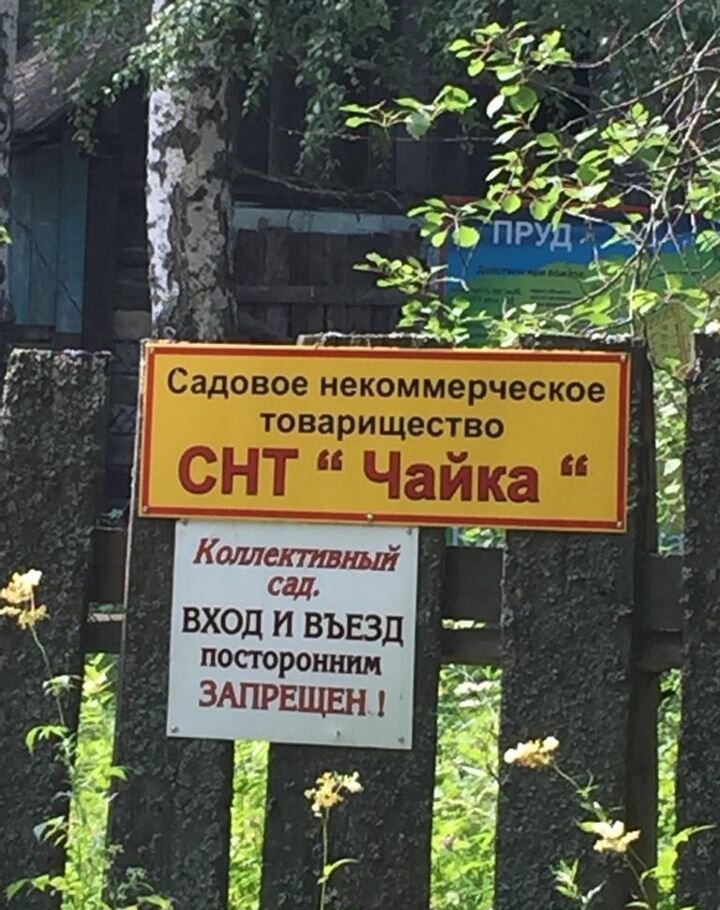 ПРУД -
Садовое некоммерческое
товарищество
СНТ “ Чайка “
Коллективный
сад.
ВХОД И ВЪЕЗД
посторонним
ЗАПРЕЩЕН !